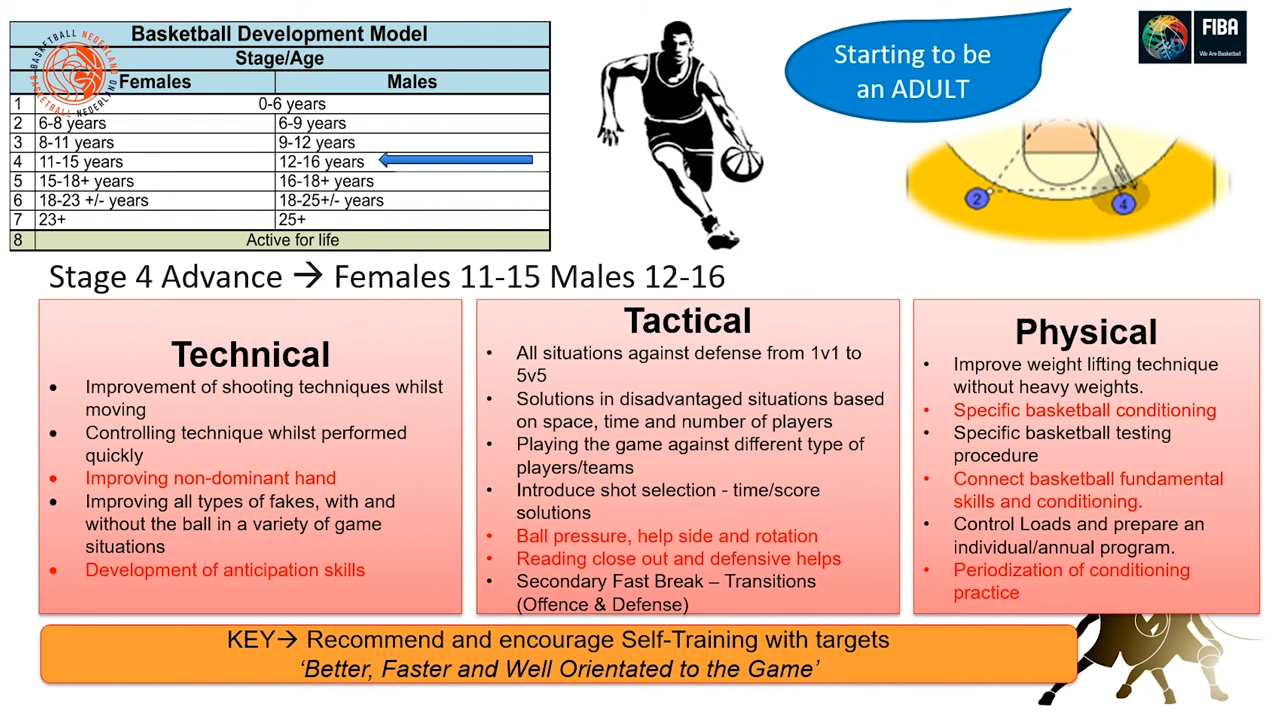 Basketball Development Model
Stage/Age
Females Males
1 0-6 years
2 6-8 years 6-9 years
3 8-11 years 9-12 years
4 11-15 years 12-16 years
5 15-18+ years 16-18+ years
6 18-23 +/- years 18-25+/- years
7 23+ 25+
8 Active for life
BASKETBALL NEDERLAND
BASKETBALL NEDERLAND
Starting to be
an ADULT
FIBA
We Are Basketball
2
4
Stage 4 Advance → Females 11-15 Males 12-16
Technical
• Improvement of shooting techniques whilst
moving
• Controlling technique whilst performed
quickly
• Improving non-dominant hand
• Improving all types of fakes, with and
without the ball in a variety of game
situations
• Development of anticipation skills
Tactical
• All situations against defense from 1v1 to
5v5
• Solutions in disadvantaged situations based
on space, time and number of players
• Playing the game against different type of
players/teams
• Introduce shot selection - time/score
solutions
• Ball pressure, help side and rotation
• Reading close out and defensive helps
• Secondary Fast Break – Transitions
(Offence & Defense)
Physical
• Improve weight lifting technique
without heavy weights.
• Specific basketball conditioning
• Specific basketball testing
procedure
• Connect basketball fundamental
skills and conditioning.
• Control Loads and prepare an
individual/annual program.
• Periodization of conditioning
practice
KEY→ Recommend and encourage Self-Training with targets
‘Better, Faster and Well Orientated to the Game’